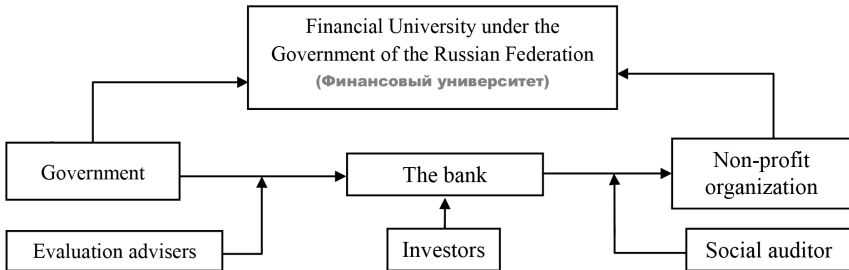 Financial University under the
Government of the Russian Federation
(Финансовый университет)
Government
The bank
Non-profit
organization
Evaluation advisers
Investors
Social auditor